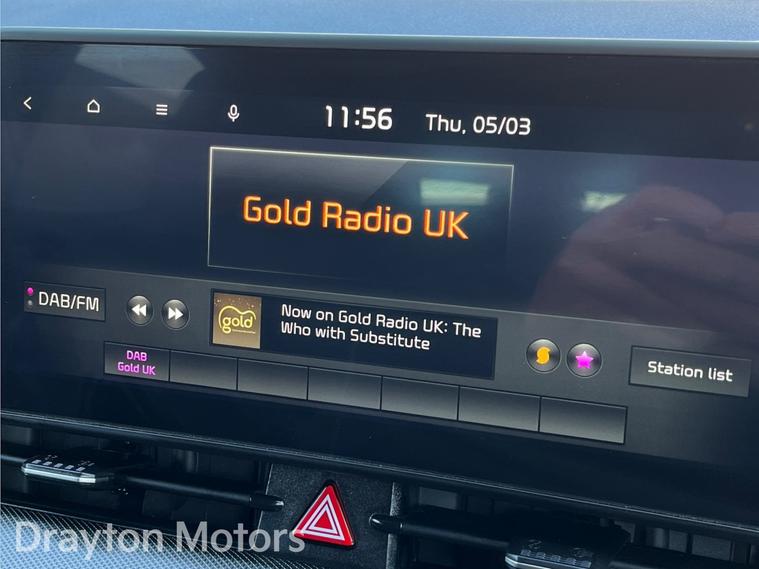 11:56
Thu, 05/03
Gold Radio UK
DAB/FM
gold
Now on Gold Radio UK: The
Who with Substitute
Station list
DAB
Gold UK
Drayton Motors